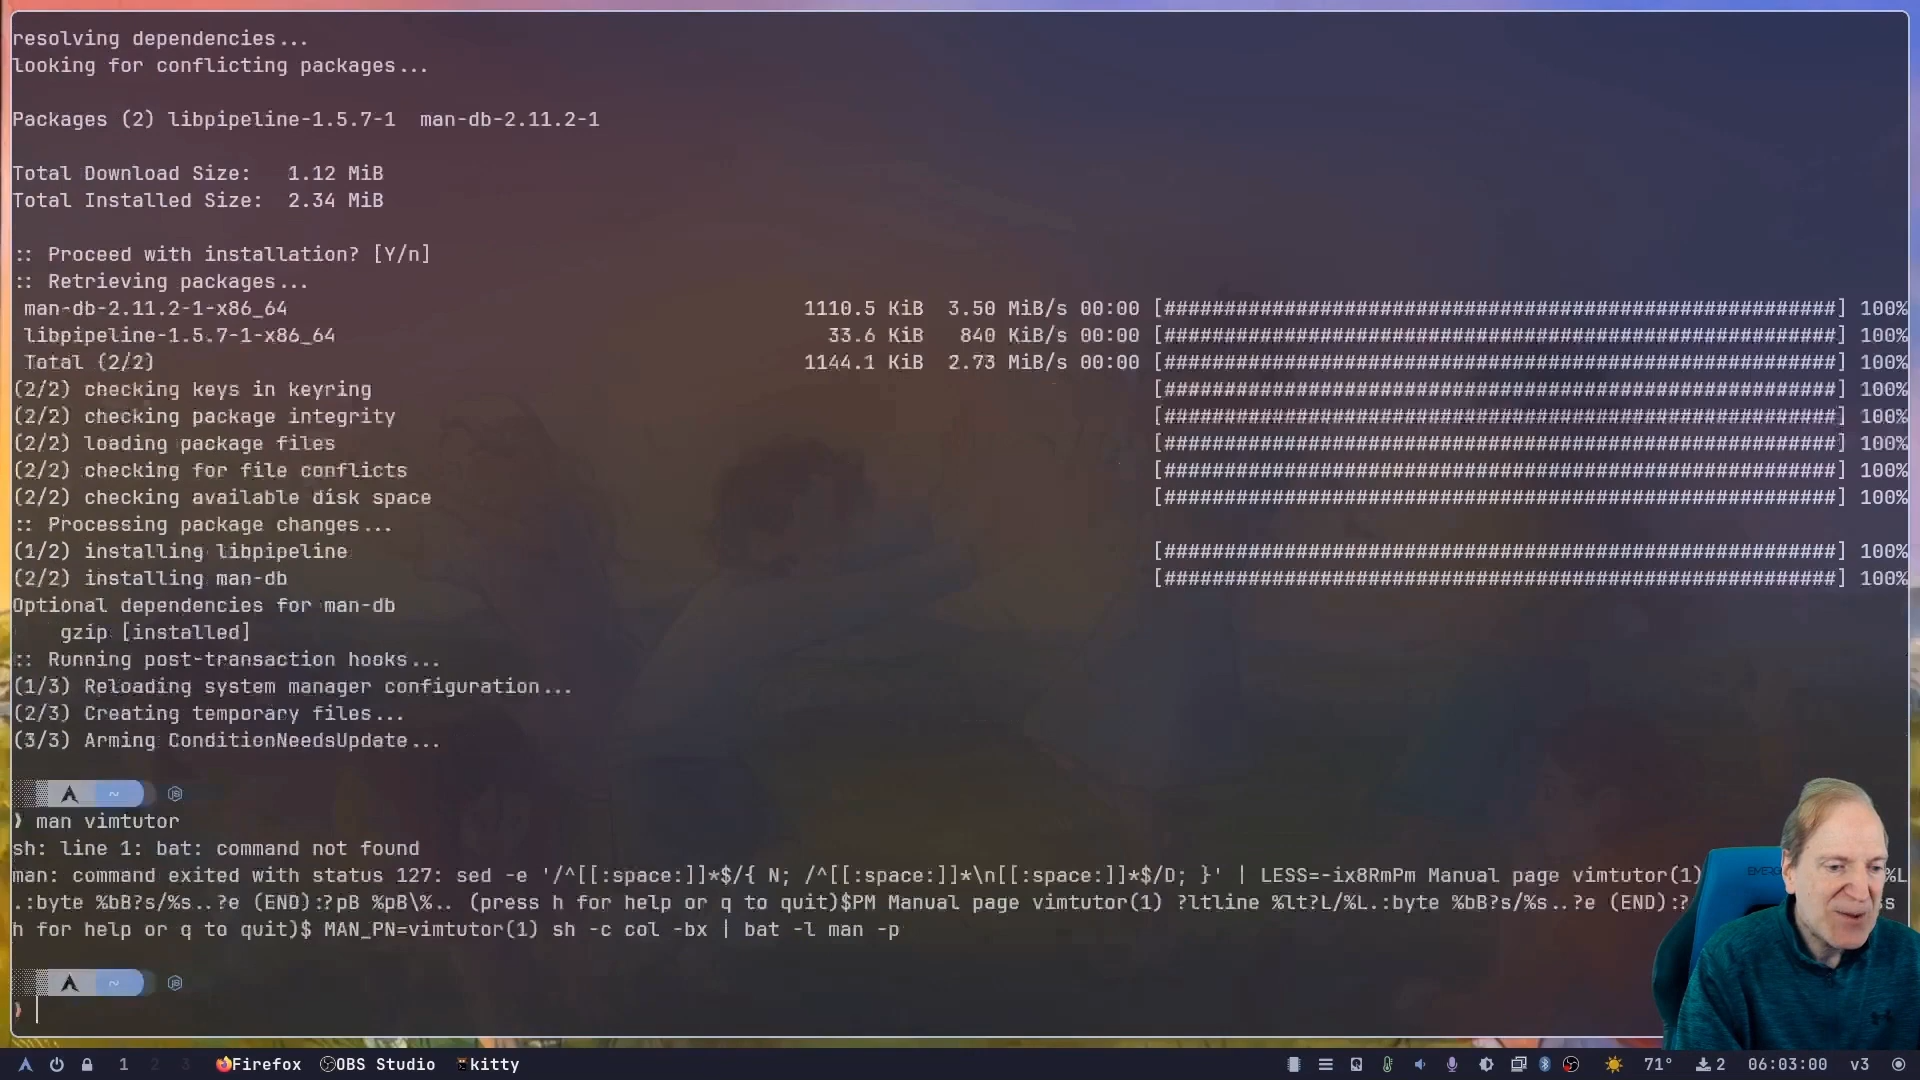 resolving dependencies...
looking for conflicting packages...
Packages (2) libpipeline-1.5.7-1  man-db-2.11.2-1
Total Download Size:   1.12 MiB
Total Installed Size:  2.34 MiB
:: Proceed with installation? [Y/n]
:: Retrieving packages...
man-db-2.11.2-1-x86_64 1110.5 KiB 3.50 MiB/s 00:00 [########################################################] 100%
libpipeline-1.5.7-1-x86_64 33.6 KiB 840 KiB/s 00:00 [########################################################] 100%
Total (2/2) 1144.1 KiB 2.73 MiB/s 00:00 [########################################################] 100%
(2/2) checking keys in keyring [########################################################] 100%
(2/2) checking package integrity [########################################################] 100%
(2/2) loading package files [########################################################] 100%
(2/2) checking for file conflicts [########################################################] 100%
(2/2) checking available disk space [########################################################] 100%
:: Processing package changes...
(1/2) installing libpipeline [########################################################] 100%
(2/2) installing man-db [########################################################] 100%
Optional dependencies for man-db
gzip [installed]
:: Running post-transaction hooks...
(1/3) Reloading system manager configuration...
(2/3) Creating temporary files...
(3/3) Arming ConditionNeedsUpdate...
~
❯ man vimtutor
sh: line 1: bat: command not found
man: command exited with status 127: sed -e '/^[[:space:]]*$/{ N; /^[[:space:]]*\n[[:space:]]*$/D; }' | LESS=-ix8RmPm Manual page vimtutor(1) %L
.:byte %bB?s/%s..?e (END):?pB %pB\%.. (press h for help or q to quit)$PM Manual page vimtutor(1) ?ltline %lt?L/%L.:byte %bB?s/%s..?e (END):?
h for help or q to quit)$ MAN_PN=vimtutor(1) sh -c col -bx | bat -l man -p
~
❯
1 2 3 Firefox OBS Studio kitty 71° 2 06:03:00 v3